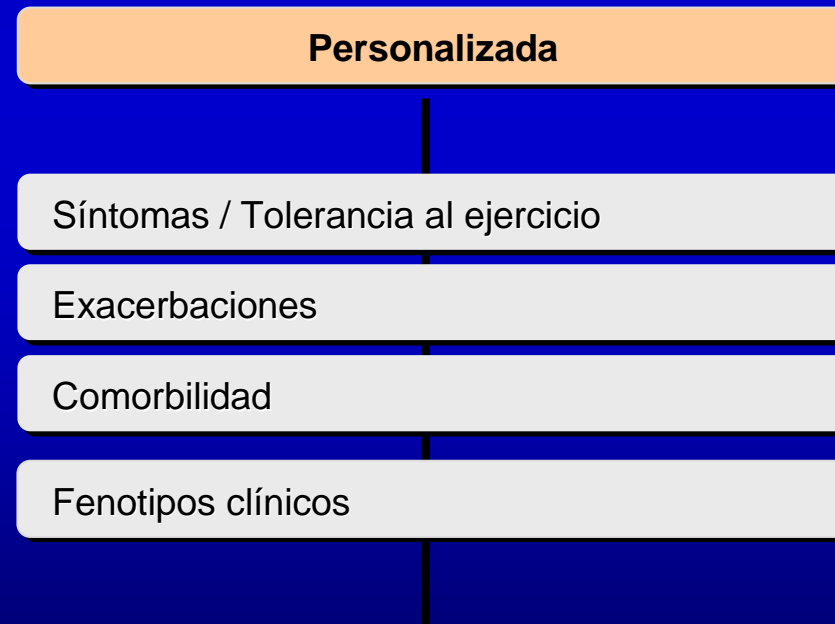 Personalizada
Síntomas / Tolerancia al ejercicio
Exacerbaciones
Comorbilidad
Fenotipos clínicos